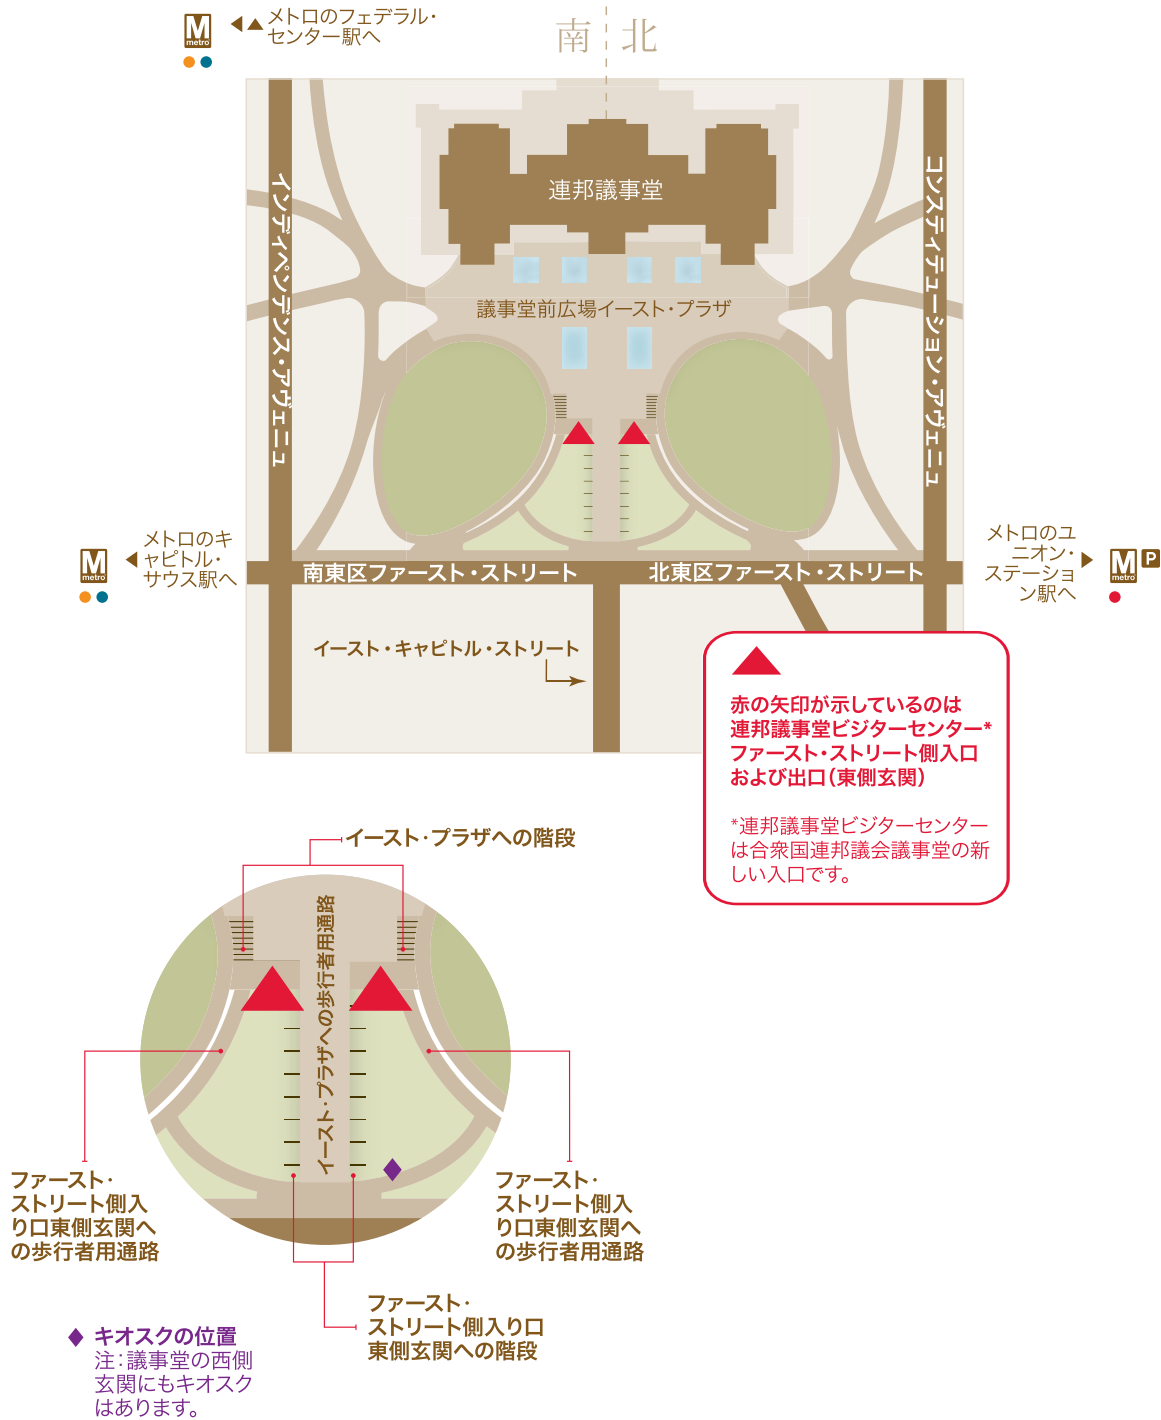 M
metro
メトロのフェデラル・
センター駅へ
南 北
連邦議事堂
議事堂前広場イースト・プラザ
インディペンデンス・アヴェニュ
コンスティテューション・アヴェニュ
M
metro
メトロのキ
ャピトル・
サウス駅へ
メトロのユ
ニオン・
ステーショ
ン駅へ
M
metro
P
南東区ファースト・ストリート
北東区ファースト・ストリート
イースト・キャピトル・ストリート
赤の矢印が示しているのは
連邦議事堂ビジターセンター*
ファースト・ストリート側入口
および出口（東側玄関）
*連邦議事堂ビジターセンター
は合衆国連邦議会議事堂の新
しい入口です。
イースト・プラザへの階段
イースト・プラザへの歩行者用通路
ファースト・
ストリート側入
り口東側玄関へ
の歩行者用通路
ファースト・
ストリート側入
り口東側玄関へ
の歩行者用通路
ファースト・
ストリート側入り口
東側玄関への階段
キオスクの位置
注：議事堂の西側
玄関にもキオスク
はあります。